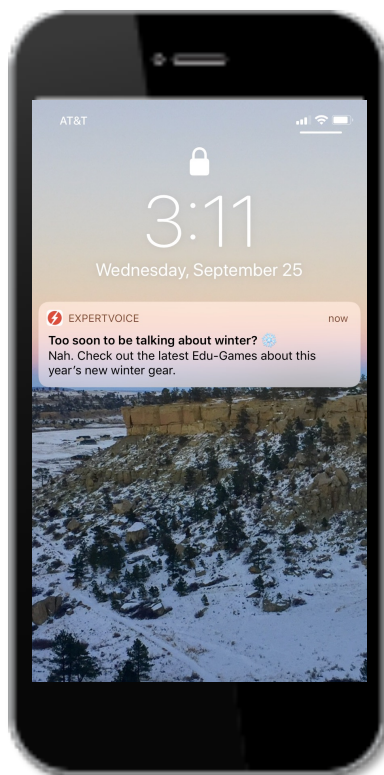 AT&T
3:11
Wednesday, September 25
EXPERTVOICE now
Too soon to be talking about winter? ❄️
Nah. Check out the latest Edu-Games about this
year's new winter gear.